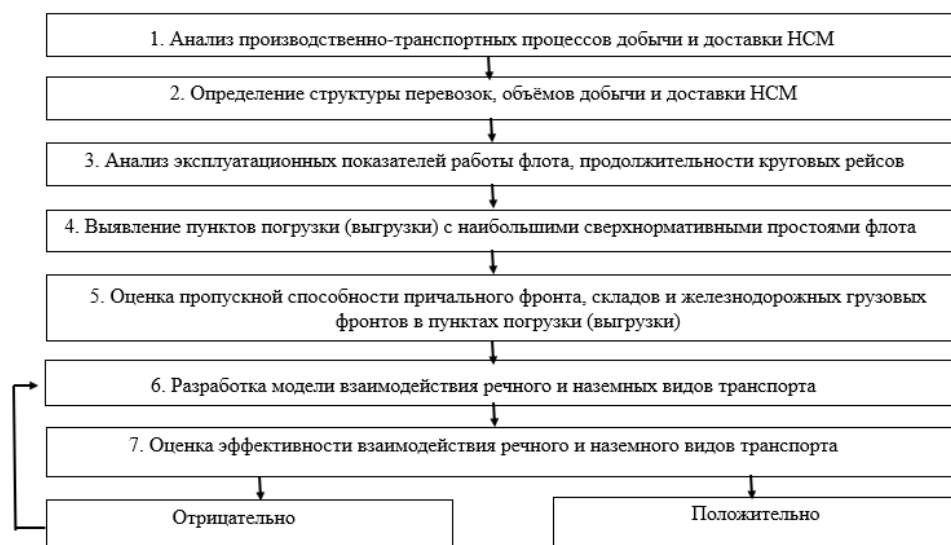 1. Анализ производственно-транспортных процессов добычи и доставки НСМ
2. Определение структуры перевозок, объёмов добычи и доставки НСМ
3. Анализ эксплуатационных показателей работы флота, продолжительности круговых рейсов
4. Выявление пунктов погрузки (выгрузки) с наибольшими сверхнормативными простоями флота
5. Оценка пропускной способности причального фронта, складов и железнодорожных грузовых
фронтов в пунктах погрузки (выгрузки)
6. Разработка модели взаимодействия речного и наземных видов транспорта
7. Оценка эффективности взаимодействия речного и наземного видов транспорта
Отрицательно
Положительно